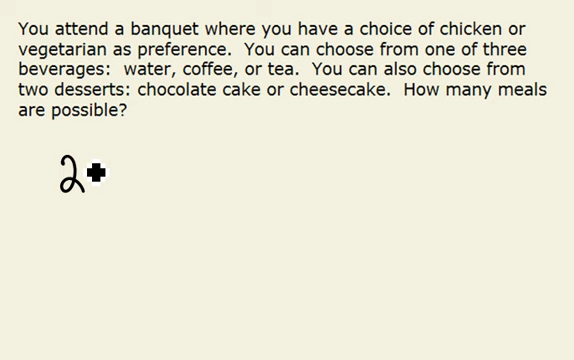 You attend a banquet where you have a choice of chicken or
vegetarian as preference. You can choose from one of three
beverages: water, coffee, or tea. You can also choose from
two desserts: chocolate cake or cheesecake. How many meals
are possible?
2